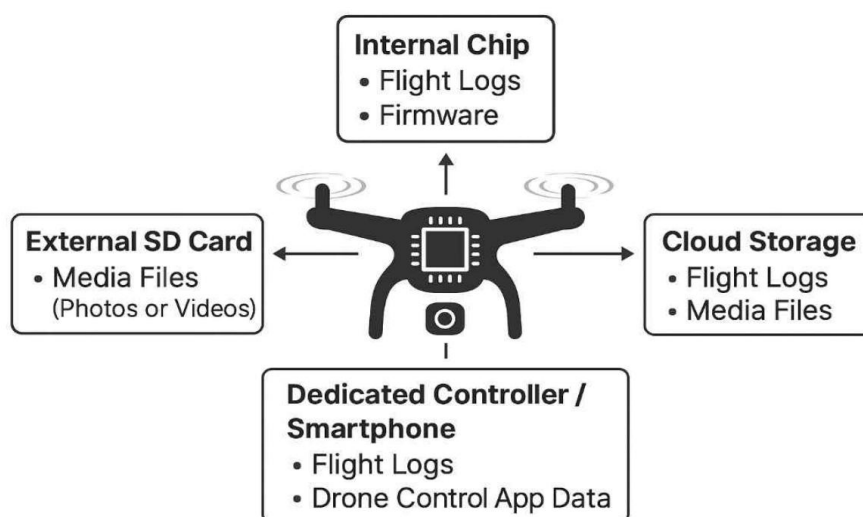 Internal Chip
• Flight Logs
• Firmware
External SD Card
• Media Files
(Photos or Videos)
Cloud Storage
• Flight Logs
• Media Files
Dedicated Controller /
Smartphone
• Flight Logs
• Drone Control App Data